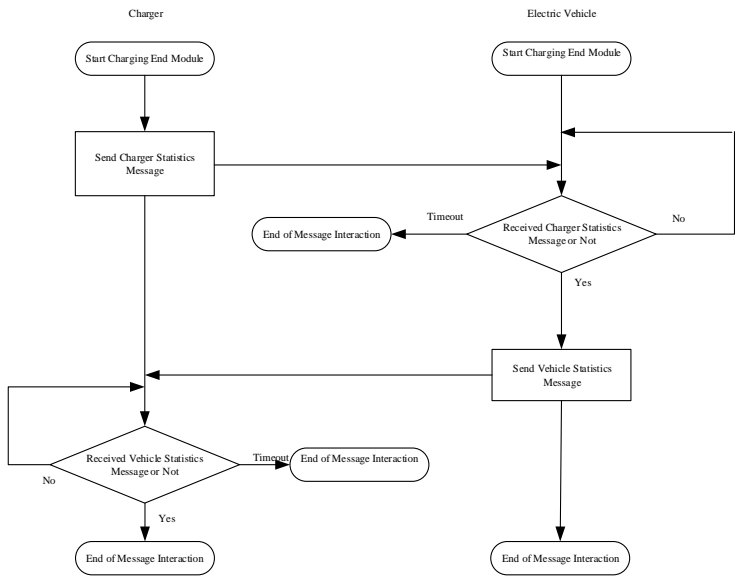 Charger
Electric Vehicle
Start Charging End Module
Start Charging End Module
Send Charger Statistics
Message
Timeout
Received Charger Statistics
Message or Not
No
End of Message Interaction
Yes
Send Vehicle Statistics
Message
Received Vehicle Statistics
Message or Not
Timeout
End of Message Interaction
No
Yes
End of Message Interaction
End of Message Interaction